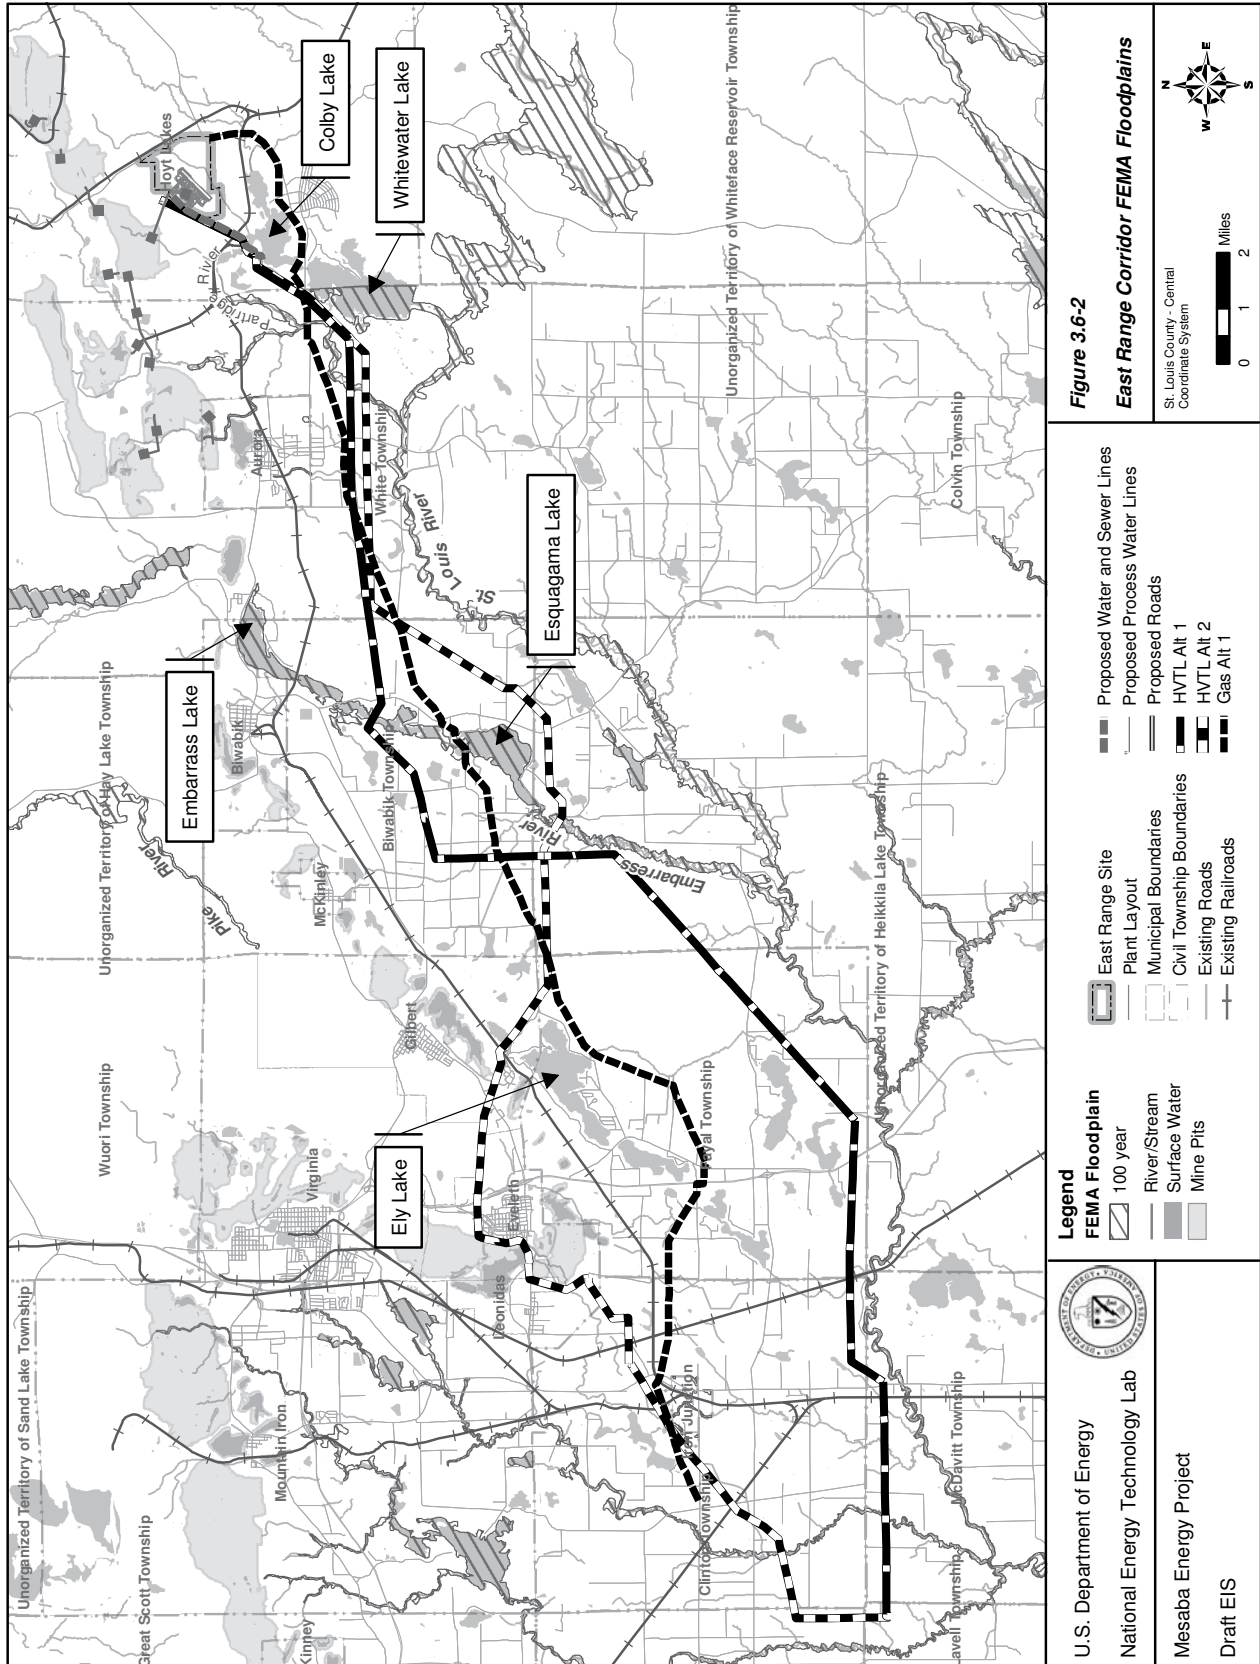 Unorganized Territory of Sand Lake Township
Great Scott Township
Kinney
Mountain Iron
Wuori Township
Virginia
Leonidas
Eveleth
Ely Lake
Gilbert
McKinley
Pike
River
Unorganized Territory of Hay Lake Township
Biwabik
Embarrass Lake
Biwabik Township
Aurora
White Township
Partridge
River
Hoyt Lakes
Colby Lake
Whitewater Lake
Esquagama Lake
St.
Louis
River
Embarress
River
Unorganized Territory of Whiteface Reservoir Township
Colvin Township
Unorganized Territory of Heikkila Lake Township
Fayal Township
Iron Junction
Clinton Township
McDavitt Township
Lavell Township
U.S. Department of Energy
National Energy Technology Lab
Mesaba Energy Project
Draft EIS
Legend
FEMA Floodplain
100 year
River/Stream
Surface Water
Mine Pits
East Range Site
Plant Layout
Municipal Boundaries
Civil Township Boundaries
Existing Roads
Existing Railroads
Proposed Water and Sewer Lines
Proposed Process Water Lines
Proposed Roads
HVTL Alt 1
HVTL Alt 2
Gas Alt 1
Figure 3.6-2
East Range Corridor FEMA Floodplains
St. Louis County - Central
Coordinate System
0 1 2 Miles
N
W E
S